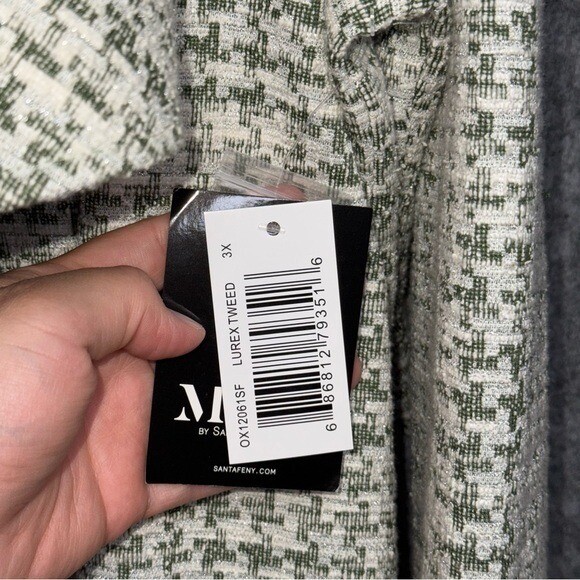 3X
OX12061SF LUREX TWEED
6 86812 79351 6
M
BY SA
SANTAFENY.COM